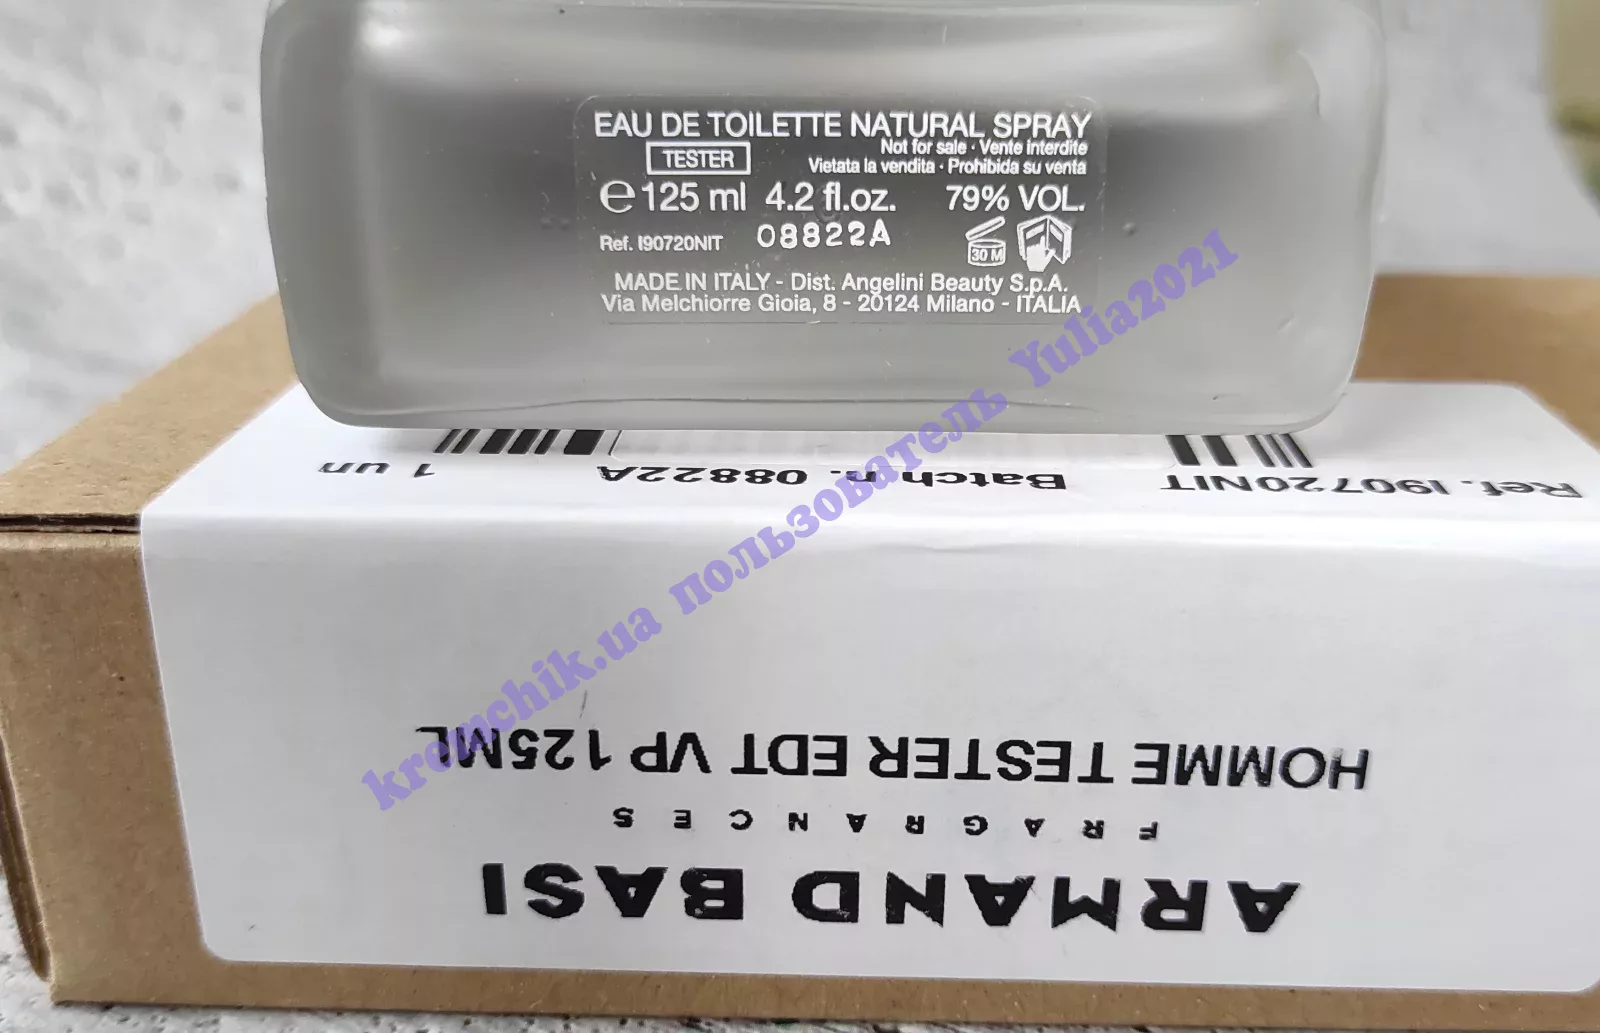 EAU DE TOILETTE NATURAL SPRAY
TESTER
Not for sale · Vente interdite
Vietata la vendita · Prohibida su venta
℮ 125 ml 4.2 fl.oz. 79% VOL.
Ref. I90720NIT 08822A
30 M
MADE IN ITALY - Dist. Angelini Beauty S.p.A.
Via Melchiorre Gioia, 8 - 20124 Milano - ITALIA
ARMAND BASI
FRAGRANCES
HOMME TESTER EDT VP 125ML
Ref. I90720NIT Batch n. 08822A 1 un
kremchik.ua пользователь Yulia2021